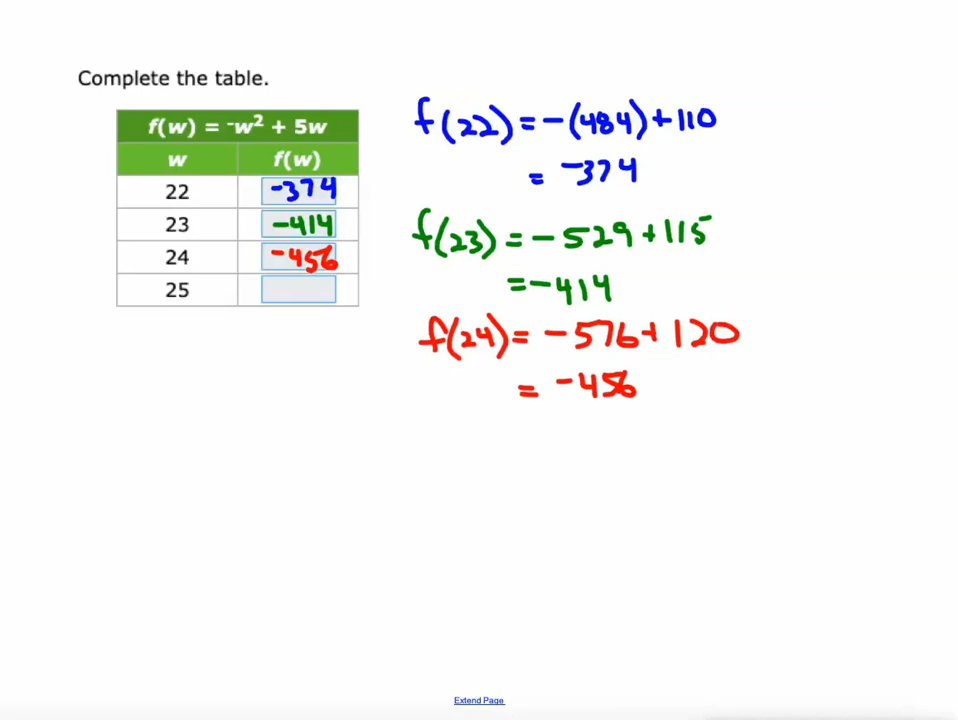 Complete the table.
f(w) = -w² + 5w
w f(w)
22 -374
23 -414
24 -456
25
f(22) = -(484) + 110
= -374
f(23) = -529 + 115
= -414
f(24) = -576 + 120
= -456
Extend Page